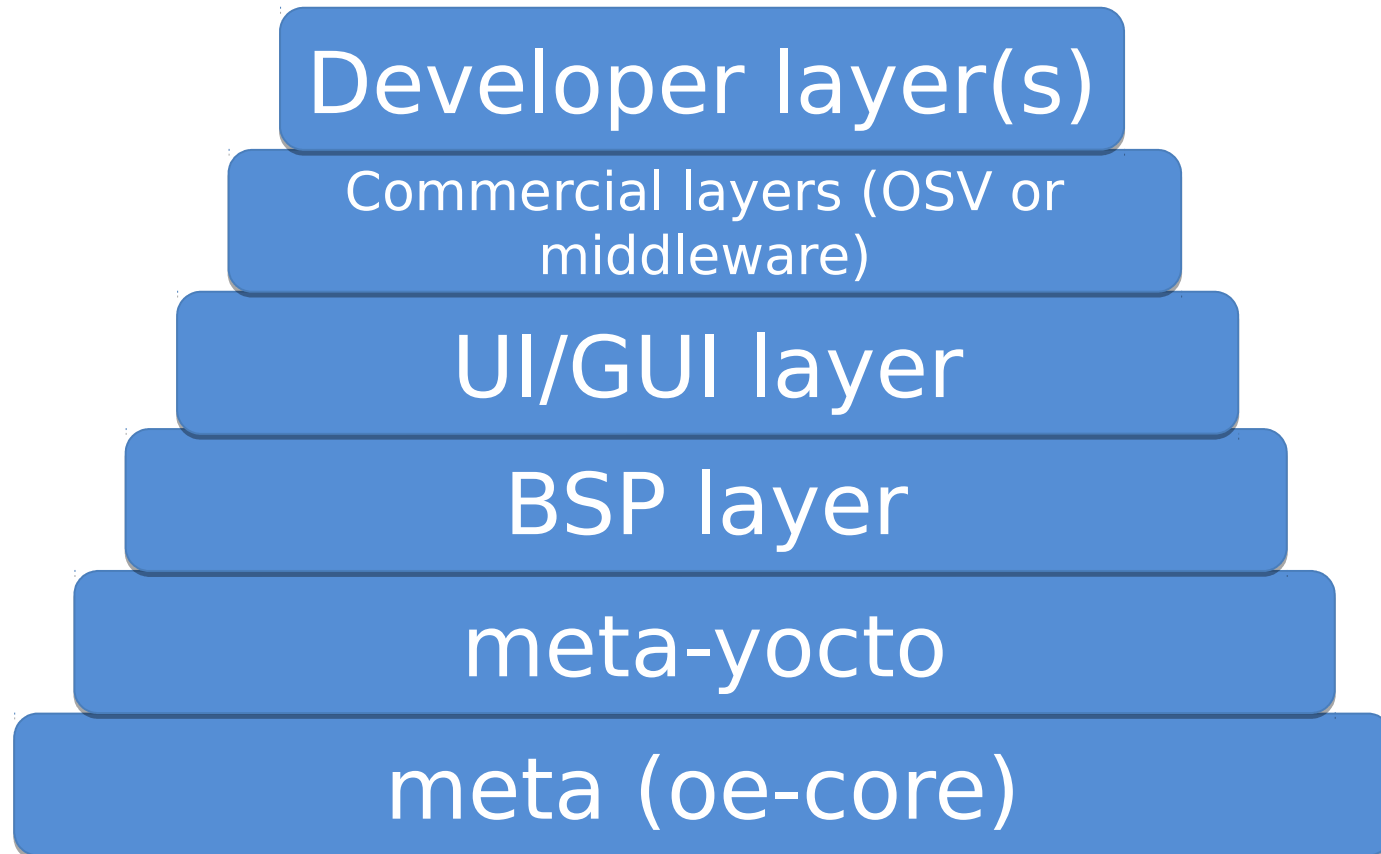 Developer layer(s)
Commercial layers (OSV or
middleware)
UI/GUI layer
BSP layer
meta-yocto
meta (oe-core)